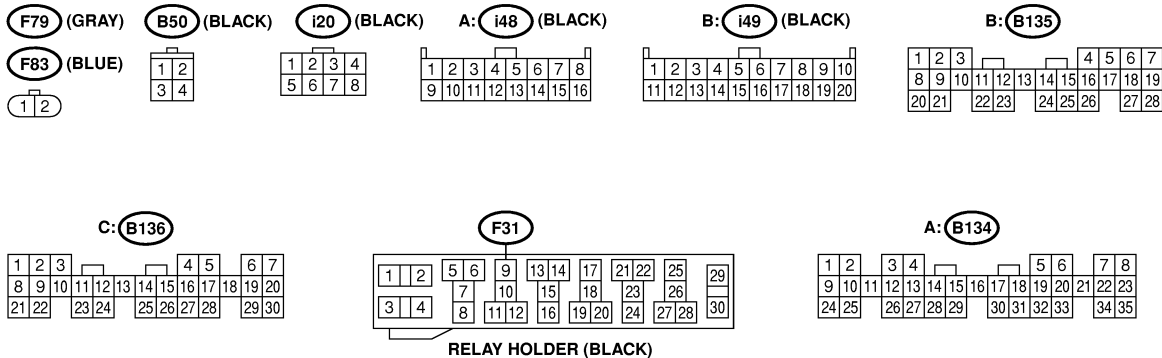 F79 (GRAY) B50 (BLACK) i20 (BLACK) A: i48 (BLACK) B: i49 (BLACK) B: B135
F83 (BLUE)
1 2
1 2
3 4
1 2 3 4
5 6 7 8
1 2 3 4 5 6 7 8
9 10 11 12 13 14 15 16
1 2 3 4 5 6 7 8 9 10
11 12 13 14 15 16 17 18 19 20
1 2 3 4 5 6 7
8 9 10 11 12 13 14 15 16 17 18 19
20 21 22 23 24 25 26 27 28
C: B136 F31 A: B134
1 2 3 4 5 6 7
8 9 10 11 12 13 14 15 16 17 18 19 20
21 22 23 24 25 26 27 28 29 30
1 2 5 6 9 13 14 17 21 22 25 29
7 10 15 18 23 26
3 4 8 11 12 16 19 20 24 27 28 30
RELAY HOLDER (BLACK)
1 2 3 4 5 6 7 8
9 10 11 12 13 14 15 16 17 18 19 20 21 22 23
24 25 26 27 28 29 30 31 32 33 34 35